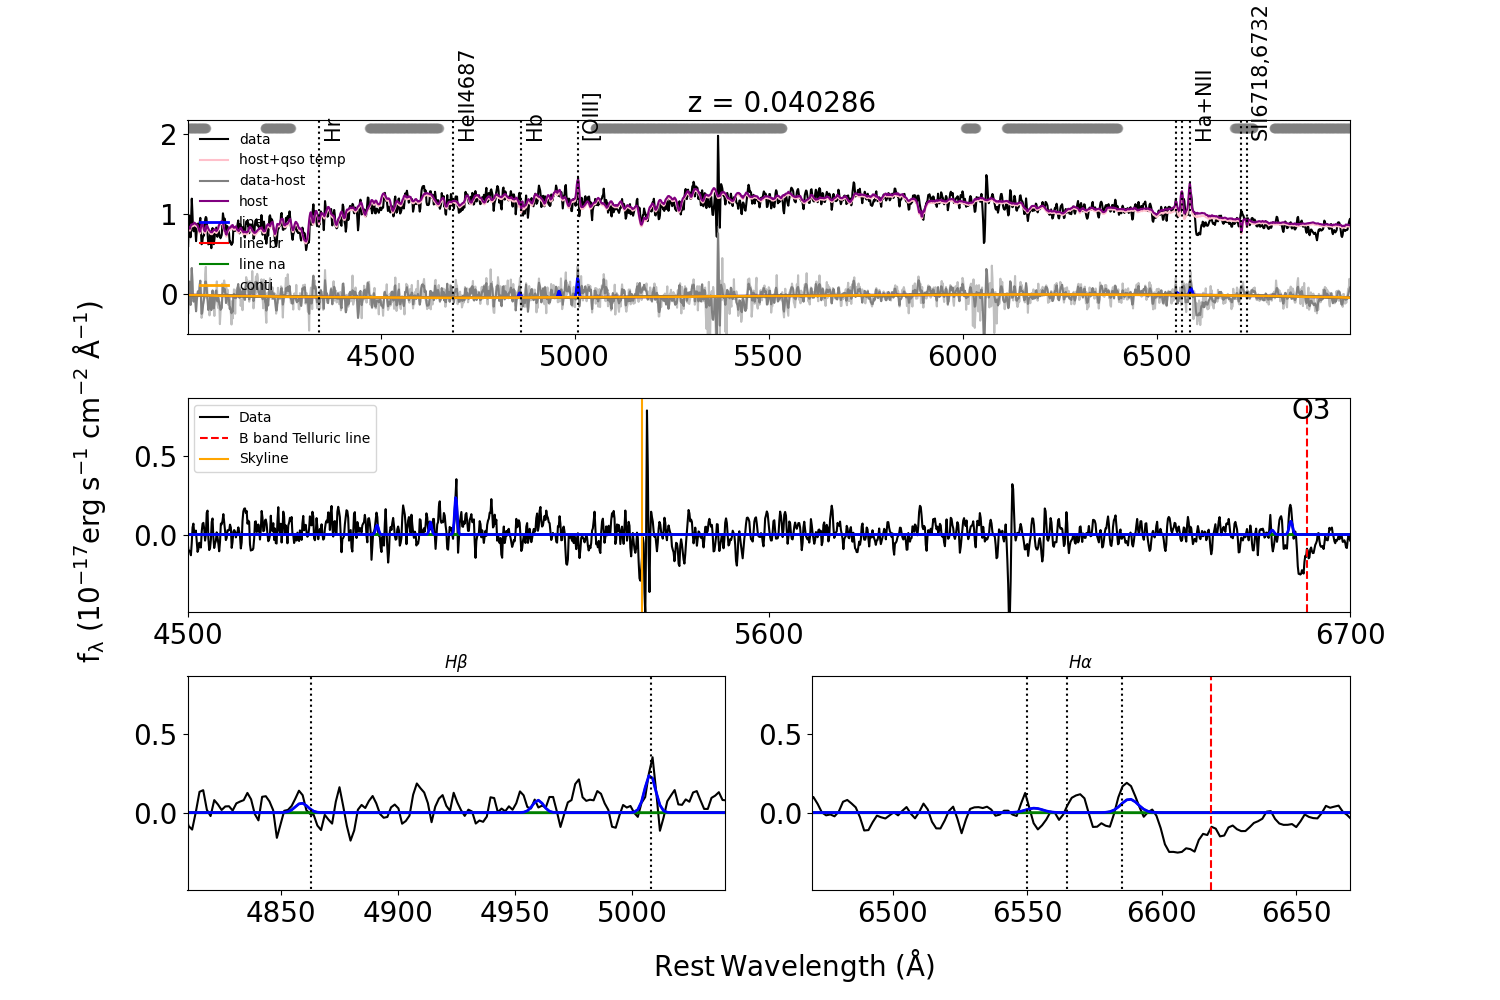 z = 0.040286
Hr
HeII4687
Hb
[OIII]
Ha+NII
SII6718,6732
data
host+qso temp
data-host
host
line
line br
line na
conti
2
1
0
4500 5000 5500 6000 6500
fλ (10⁻¹⁷erg s⁻¹ cm⁻² Å⁻¹)
Data
B band Telluric line
Skyline
O3
0.5
0.0
4500 5600 6700
Hβ
0.5
0.0
4850 4900 4950 5000
Hα
0.5
0.0
6500 6550 6600 6650
Rest Wavelength (Å)